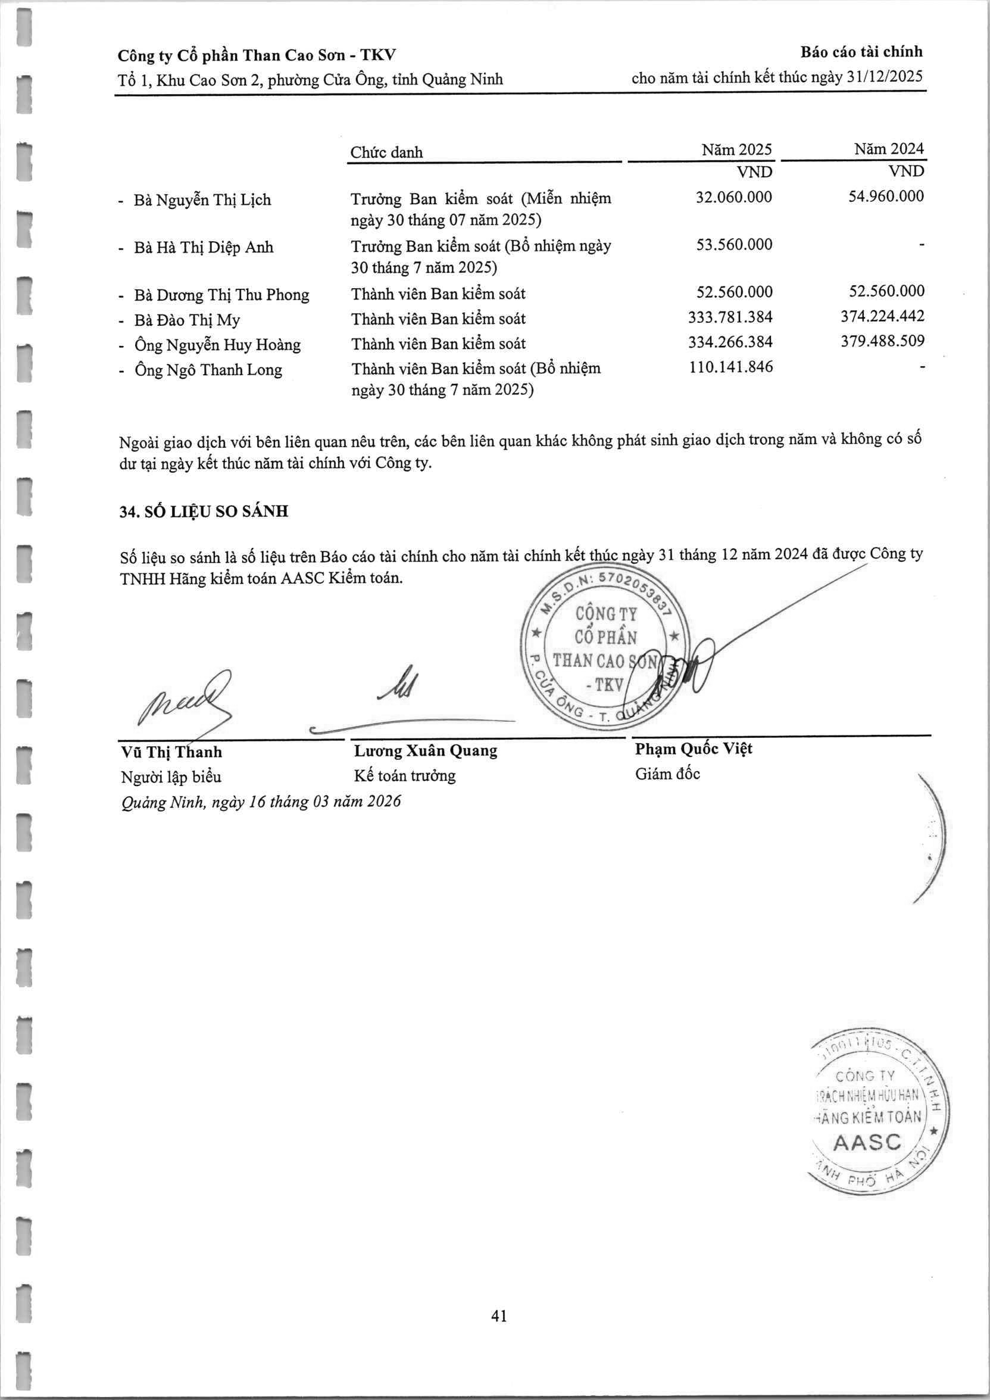 Công ty Cổ phần Than Cao Sơn - TKV Báo cáo tài chính
Tổ 1, Khu Cao Sơn 2, phường Cửa Ông, tỉnh Quảng Ninh cho năm tài chính kết thúc ngày 31/12/2025
Chức danh Năm 2025 Năm 2024
VND VND
- Bà Nguyễn Thị Lịch Trưởng Ban kiểm soát (Miễn nhiệm 32.060.000 54.960.000
ngày 30 tháng 07 năm 2025)
- Bà Hà Thị Diệp Anh Trưởng Ban kiểm soát (Bổ nhiệm ngày 53.560.000 -
30 tháng 7 năm 2025)
- Bà Dương Thị Thu Phong Thành viên Ban kiểm soát 52.560.000 52.560.000
- Bà Đào Thị My Thành viên Ban kiểm soát 333.781.384 374.224.442
- Ông Nguyễn Huy Hoàng Thành viên Ban kiểm soát 334.266.384 379.488.509
- Ông Ngô Thanh Long Thành viên Ban kiểm soát (Bổ nhiệm 110.141.846 -
ngày 30 tháng 7 năm 2025)
Ngoài giao dịch với bên liên quan nêu trên, các bên liên quan khác không phát sinh giao dịch trong năm và không có số
dư tại ngày kết thúc năm tài chính với Công ty.
34. SỐ LIỆU SO SÁNH
Số liệu so sánh là số liệu trên Báo cáo tài chính cho năm tài chính kết thúc ngày 31 tháng 12 năm 2024 đã được Công ty
TNHH Hãng kiểm toán AASC Kiểm toán.
M.S.D.N: 5702053837
CÔNG TY
CỔ PHẦN
THAN CAO SƠN
- TKV
P. CỬA ÔNG - T. QUẢNG NINH
Vũ Thị Thanh Lương Xuân Quang Phạm Quốc Việt
Người lập biểu Kế toán trưởng Giám đốc
Quảng Ninh, ngày 16 tháng 03 năm 2026
C.T.T.N.H.H
CÔNG TY
NHIỆM HỮU HẠN
KIỂM TOÁN
AASC
PHỐ HÀ NỘI
41